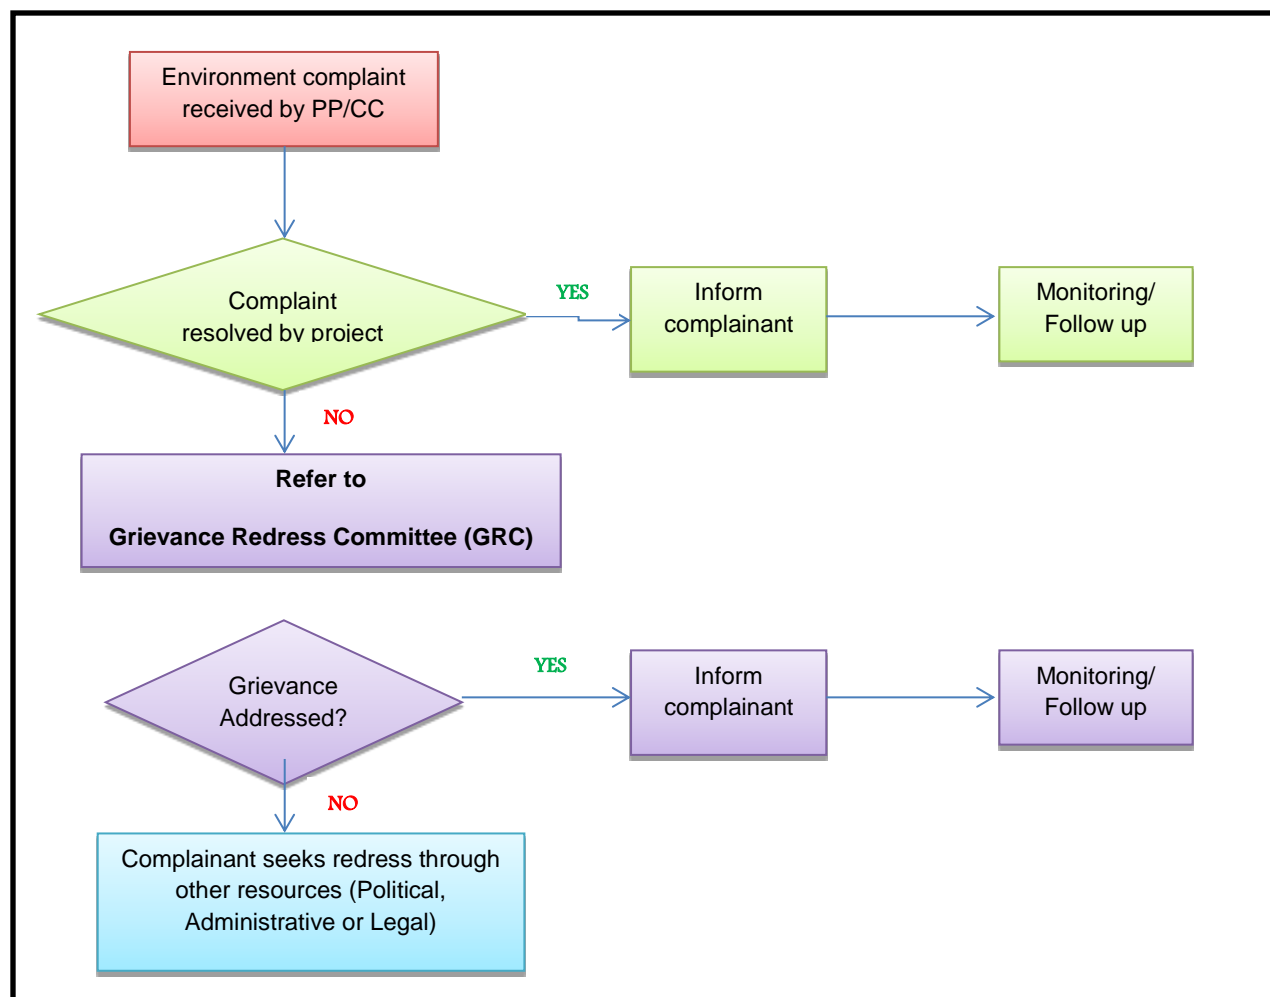 Environment complaint
received by PP/CC
Complaint
resolved by project
YES
Inform
complainant
Monitoring/
Follow up
NO
Refer to
Grievance Redress Committee (GRC)
Grievance
Addressed?
YES
Inform
complainant
Monitoring/
Follow up
NO
Complainant seeks redress through
other resources (Political,
Administrative or Legal)